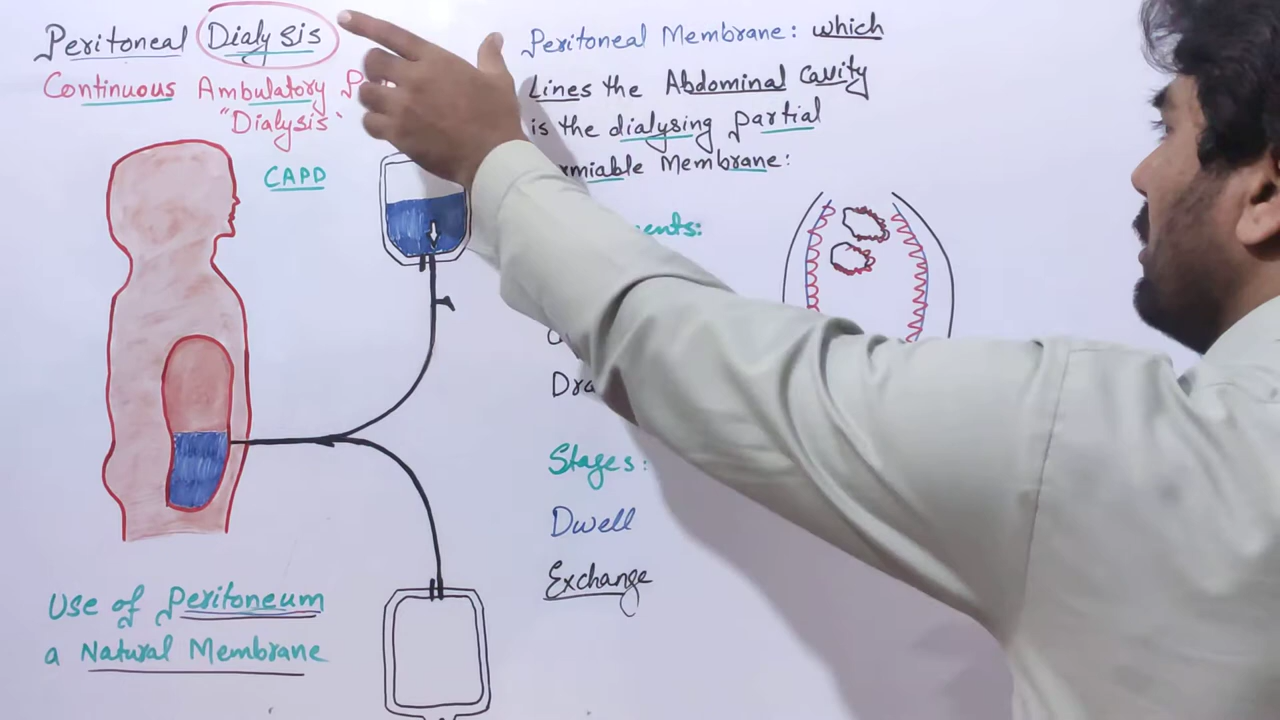 Peritoneal Dialysis
Continuous Ambulatory
"Dialysis"
CAPD
Use of Peritoneum
a Natural Membrane
Peritoneal Membrane: which
Lines the Abdominal Cavity
is the dialysing partial
Membrane:
Stages:
Dwell
Exchange